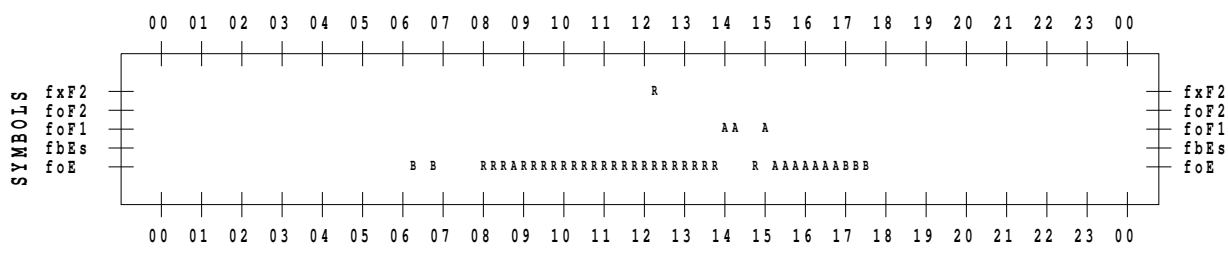 00 01 02 03 04 05 06 07 08 09 10 11 12 13 14 15 16 17 18 19 20 21 22 23 00
SYMBOLS
fxF2 R fxF2
foF2 foF2
foF1 AA A foF1
fbEs fbEs
foE B B RRRARRRRRRRRRRRRRRRRRRRR R AAAAAAABBB foE
00 01 02 03 04 05 06 07 08 09 10 11 12 13 14 15 16 17 18 19 20 21 22 23 00